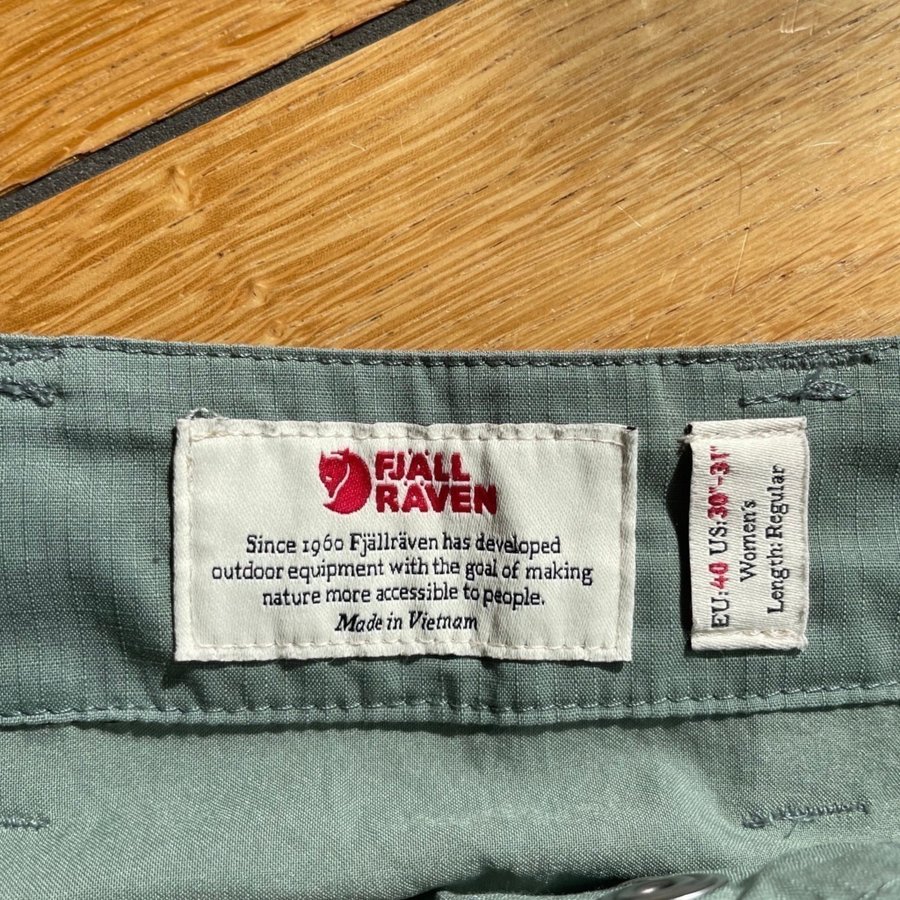 FJÄLL
RÄVEN
Since 1960 Fjällräven has developed
outdoor equipment with the goal of making
nature more accessible to people.
Made in Vietnam
EU:40 US:30"-31"
Women's
Length: Regular